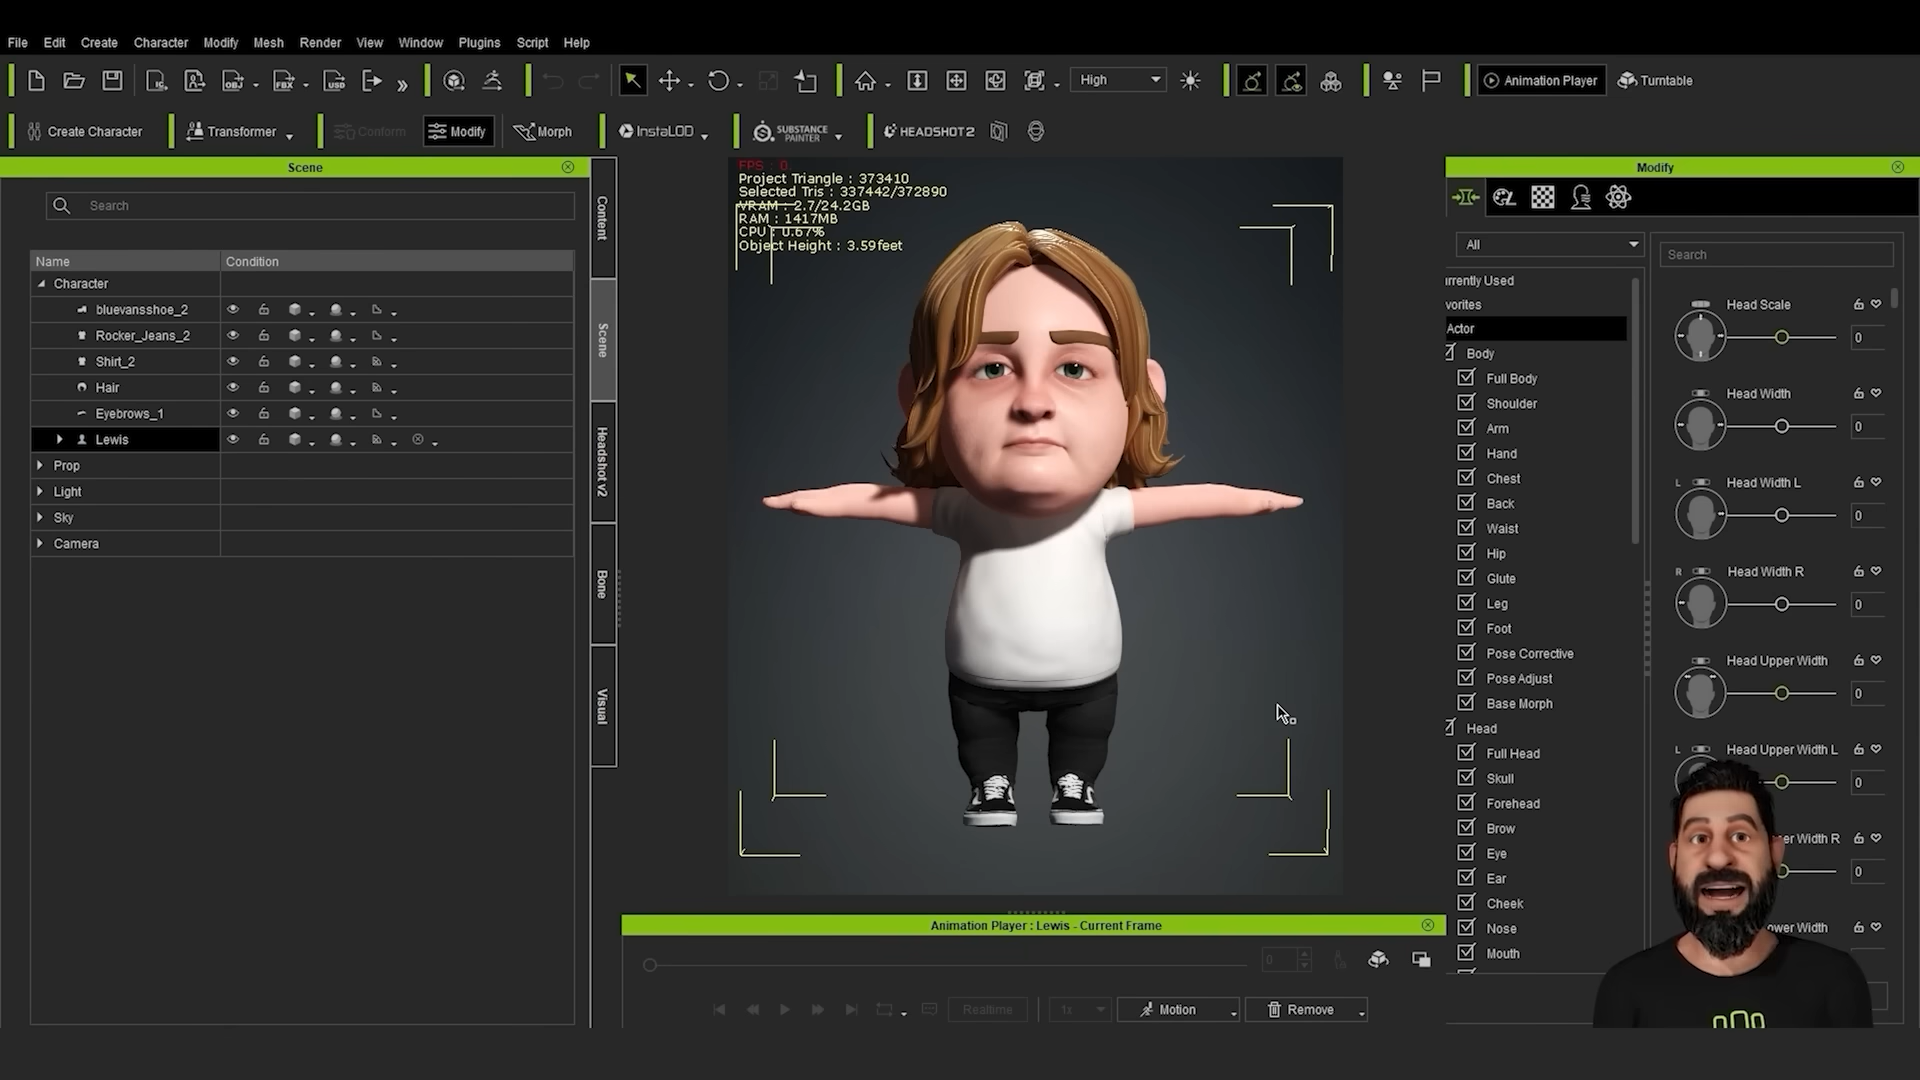 File Edit Create Character Modify Mesh Render View Window Plugins Script Help
High Animation Player Turntable
Create Character Transformer Conform Modify Morph InstaLOD SUBSTANCE PAINTER HEADSHOT 2
Scene
Search
Name Condition
Character
bluevansshoe_2
Rocker_Jeans_2
Shirt_2
Hair
Eyebrows_1
Lewis
Prop
Light
Sky
Camera
Content
Scene
Headshot v2
Bone
Visual
FPS : 0
Project Triangle : 373410
Selected Tris : 337442/372890
VRAM : 2.7/24.2GB
RAM : 1417MB
CPU : 0.67%
Object Height : 3.59feet
Animation Player : Lewis - Current Frame
0
Realtime 1x Motion Remove
Modify
All
urrently Used
vorites
Actor
Body
Full Body
Shoulder
Arm
Hand
Chest
Back
Waist
Hip
Glute
Leg
Foot
Pose Corrective
Pose Adjust
Base Morph
Head
Full Head
Skull
Forehead
Brow
Eye
Ear
Cheek
Nose
Mouth
Search
Head Scale
0
Head Width
0
L Head Width L
0
R Head Width R
0
Head Upper Width
0
L Head Upper Width L
0
er Width R
0
ower Width